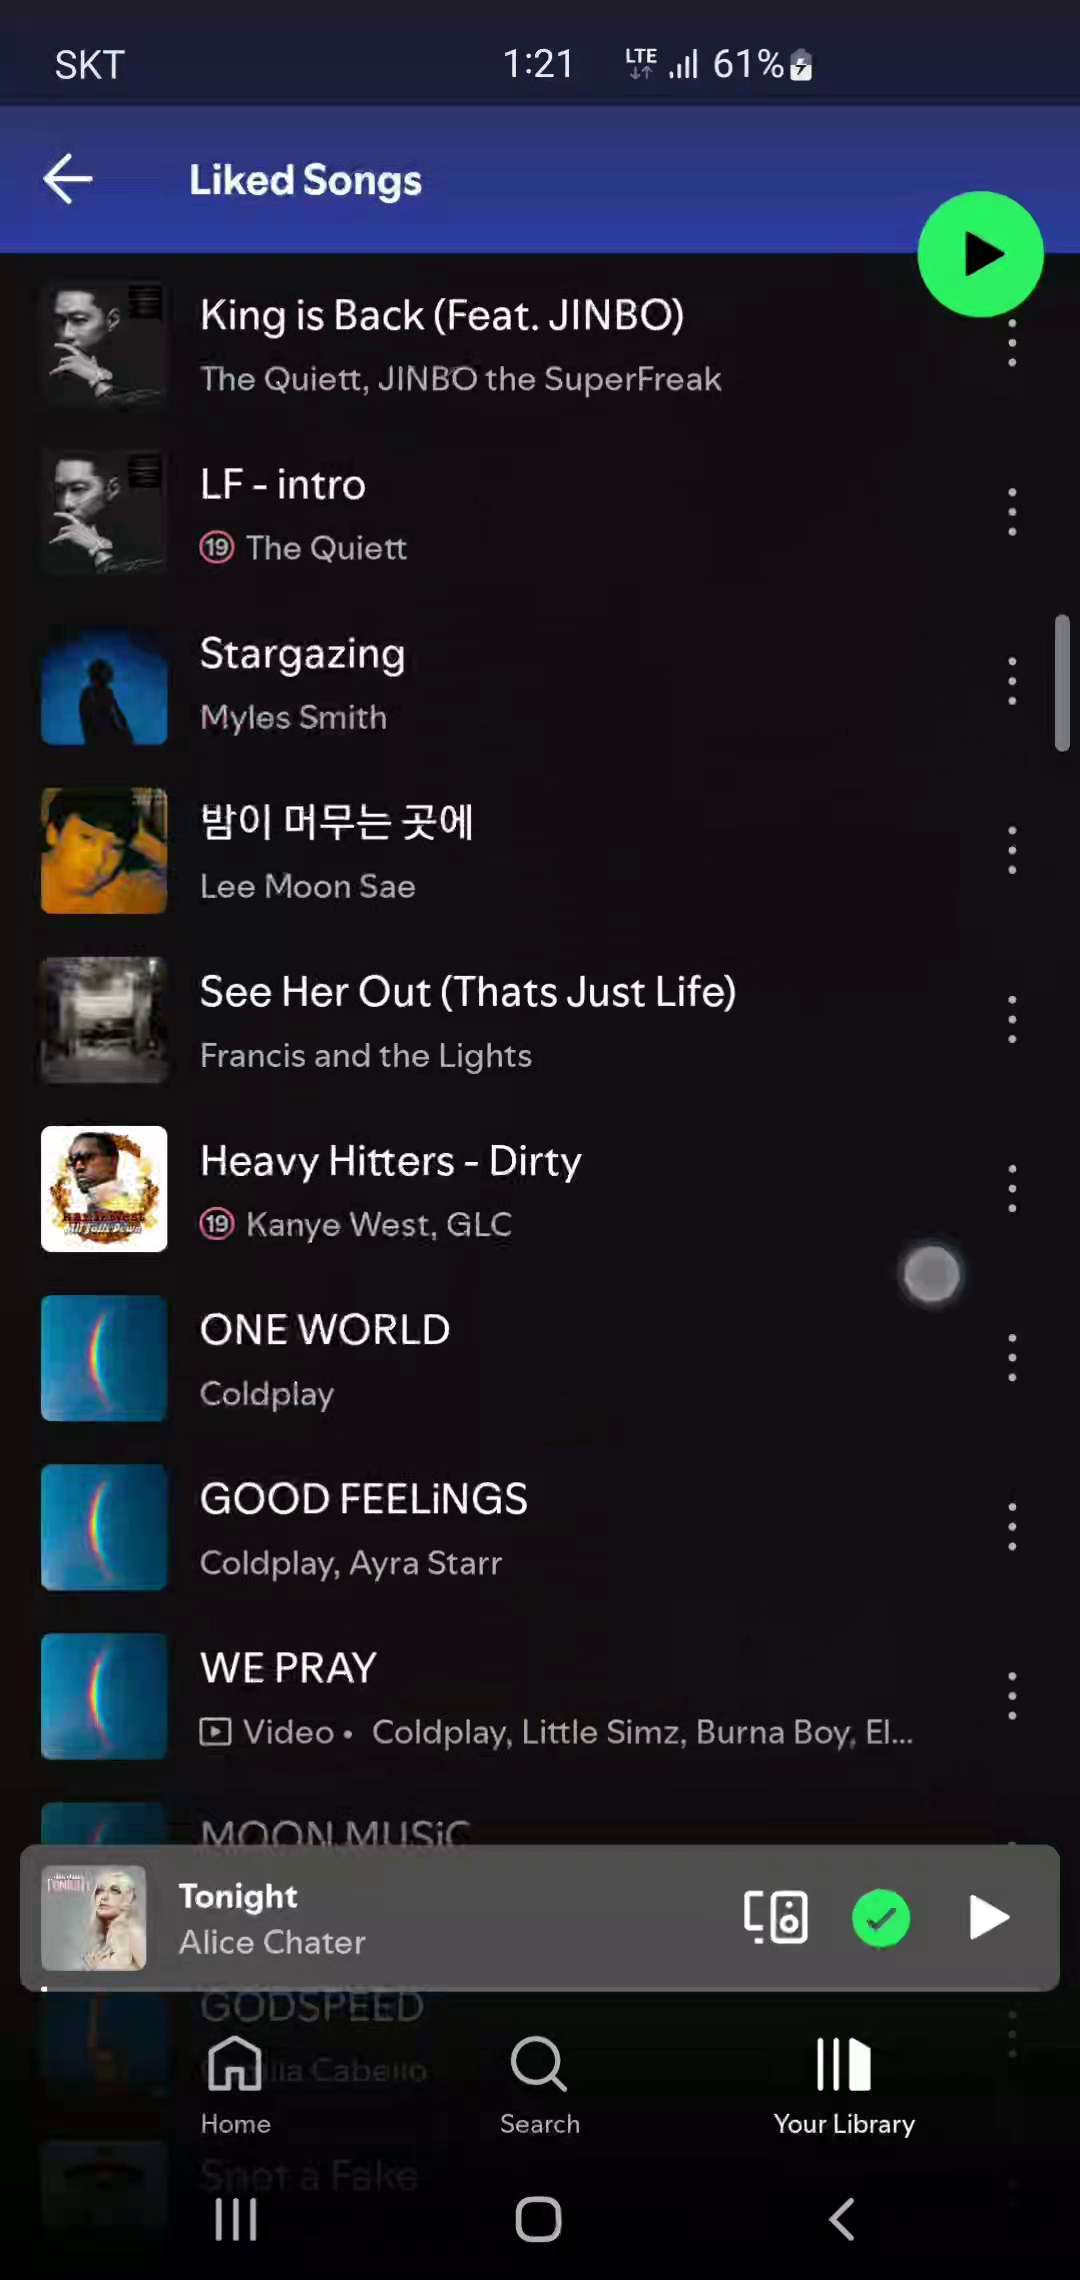 SKT 1:21 LTE 61%
Liked Songs
King is Back (Feat. JINBO)
The Quiett, JINBO the SuperFreak
LF - intro
19 The Quiett
Stargazing
Myles Smith
밤이 머무는 곳에
Lee Moon Sae
See Her Out (Thats Just Life)
Francis and the Lights
Heavy Hitters - Dirty
19 Kanye West, GLC
ONE WORLD
Coldplay
GOOD FEELiNGS
Coldplay, Ayra Starr
WE PRAY
Video • Coldplay, Little Simz, Burna Boy, El...
MOON MUSiC
Tonight
Alice Chater
GODSPEED
Cabello
Home Search Your Library
a Fake